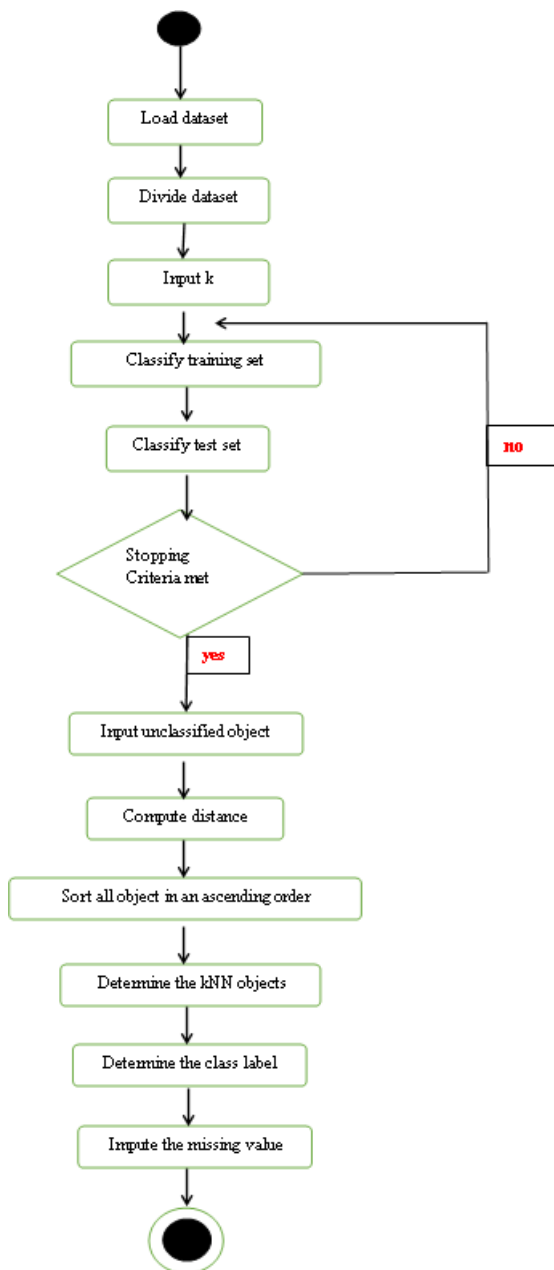 Load dataset
Divide dataset
Input k
Classify training set
Classify test set
no
Stopping
Criteria met
yes
Input unclassified object
Compute distance
Sort all object in an ascending order
Determine the kNN objects
Determine the class label
Impute the missing value